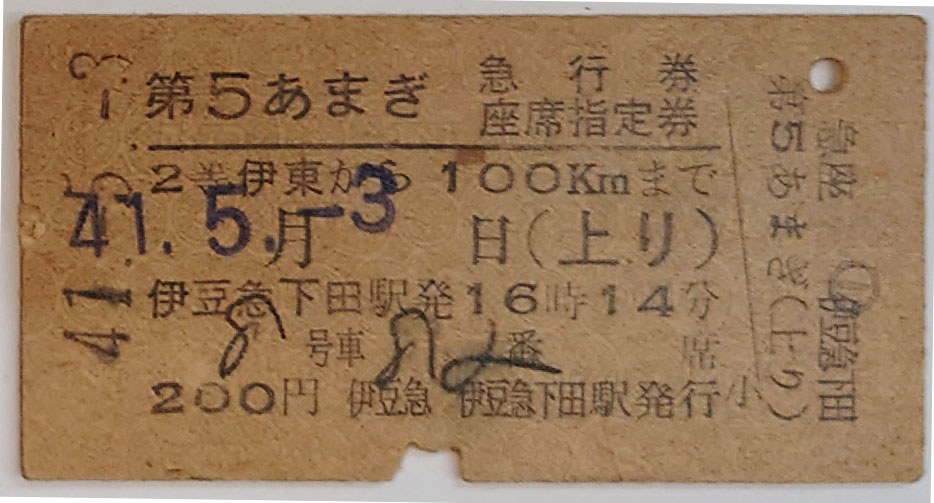 第5あまぎ 急行券
座席指定券
2等伊東から 100Kmまで
41.5.-3
月 日(上り)
伊豆急下田駅発16時14分
8 号車 番 席
200円 伊豆急 伊豆急下田駅発行
小
第5あまぎ(上り)
急座 伊豆急下田